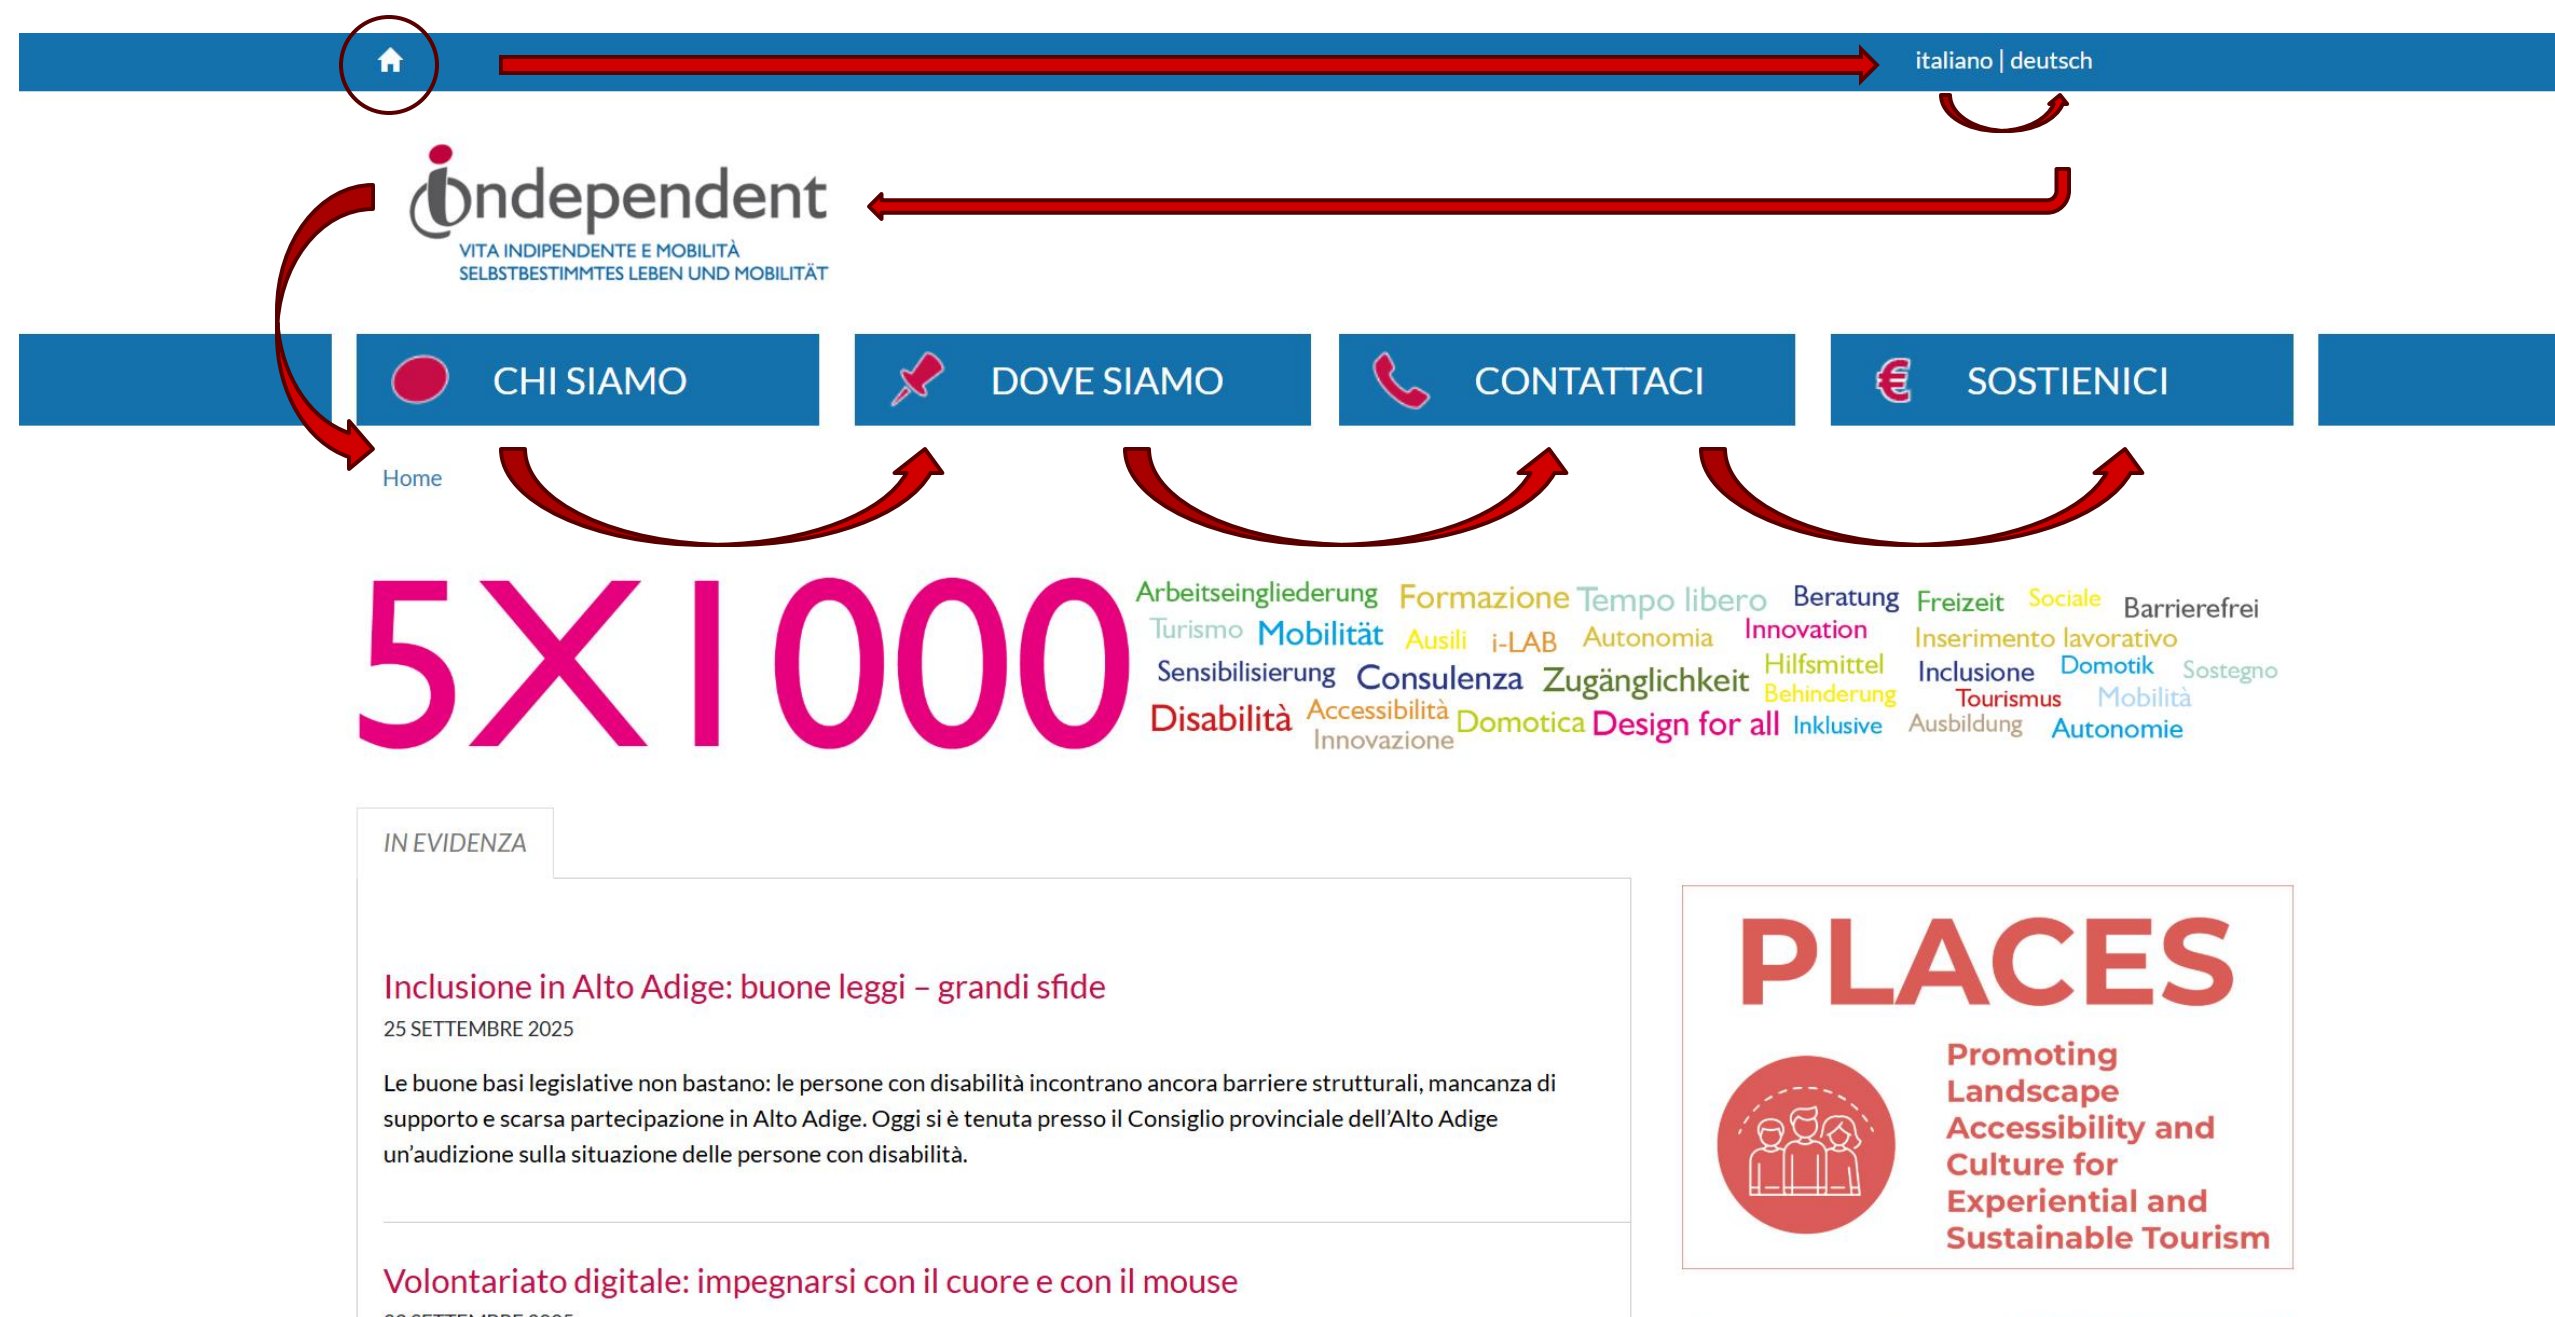 italiano | deutsch
independent
VITA INDIPENDENTE E MOBILITÀ
SELBSTBESTIMMTES LEBEN UND MOBILITÄT
CHI SIAMO
DOVE SIAMO
CONTATTACI
€ SOSTIENICI
Home
5X1000
Arbeitseingliederung Formazione Tempo libero Beratung Freizeit Sociale Barrierefrei
Turismo Mobilität Ausili i-LAB Autonomia Innovation Inserimento lavorativo
Sensibilisierung Consulenza Zugänglichkeit Hilfsmittel Inclusione Domotik Sostegno
Behinderung Tourismus Mobilità
Disabilità Accessibilità Domotica Design for all Inklusive Ausbildung Autonomie
Innovazione
IN EVIDENZA
Inclusione in Alto Adige: buone leggi – grandi sfide
25 SETTEMBRE 2025
Le buone basi legislative non bastano: le persone con disabilità incontrano ancora barriere strutturali, mancanza di
supporto e scarsa partecipazione in Alto Adige. Oggi si è tenuta presso il Consiglio provinciale dell’Alto Adige
un’audizione sulla situazione delle persone con disabilità.
Volontariato digitale: impegnarsi con il cuore e con il mouse
PLACES
Promoting
Landscape
Accessibility and
Culture for
Experiential and
Sustainable Tourism